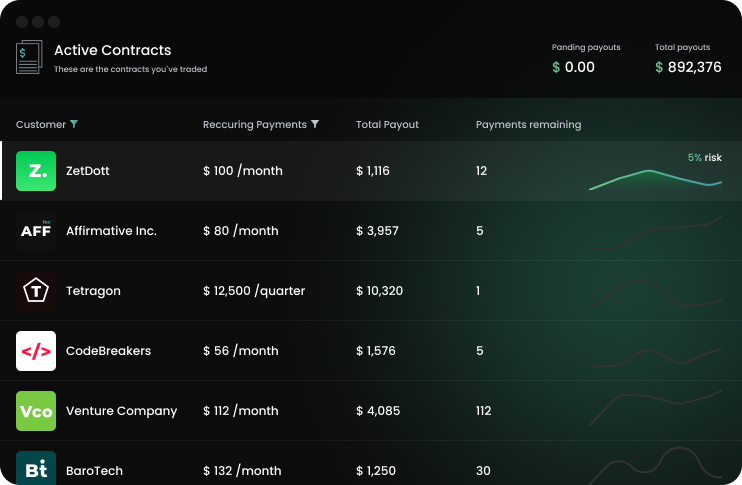 $
Active Contracts
These are the contracts you've traded
Panding payouts
$ 0.00
Total payouts
$ 892,376
Customer Reccuring Payments Total Payout Payments remaining
Z. ZetDott $ 100 /month $ 1,116 12 5% risk
Inc
AFF Affirmative Inc. $ 80 /month $ 3,957 5
T Tetragon $ 12,500 /quarter $ 10,320 1
</> CodeBreakers $ 56 /month $ 1,576 5
Vco Venture Company $ 112 /month $ 4,085 112
Bt BaroTech $ 132 /month $ 1,250 30